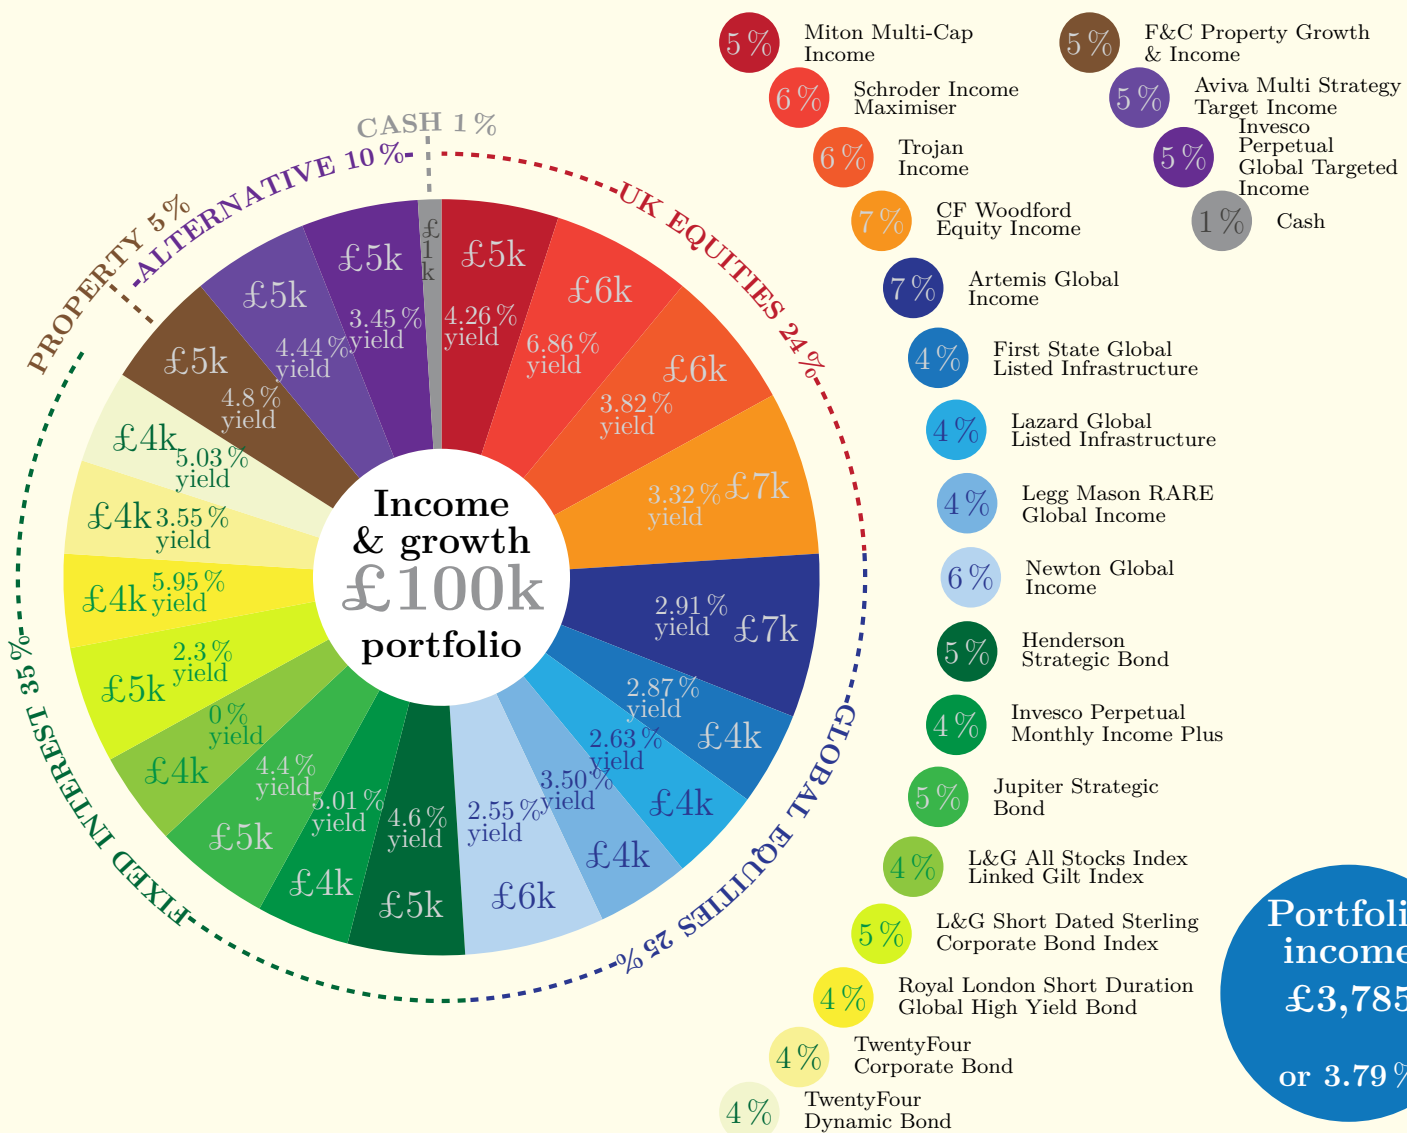 CASH 1 %
ALTERNATIVE 10 %
PROPERTY 5 %
UK EQUITIES 24 %
GLOBAL EQUITIES 25 %
FIXED INTEREST 35 %
£5k
4.26 %
yield
£6k
6.86 %
yield
£6k
3.82 %
yield
£7k
3.32 %
yield
£7k
2.91 %
yield
£4k
2.87 %
yield
£4k
2.63 %
yield
£4k
3.50 %
yield
£6k
2.55 %
yield
£5k
4.6 %
yield
£4k
5.01 %
yield
£5k
4.4 %
yield
£4k
0 %
yield
£5k
2.3 %
yield
£4k
5.95 %
yield
£4k
3.55 %
yield
£4k
5.03 %
yield
£5k
4.8 %
yield
£5k
4.44 %
yield
£5k
3.45 %
yield
£
1
k
Income
& growth
£100k
portfolio
5 %
Miton Multi-Cap
Income
6 %
Schroder Income
Maximiser
6 %
Trojan
Income
7 %
CF Woodford
Equity Income
7 %
Artemis Global
Income
4 %
First State Global
Listed Infrastructure
4 %
Lazard Global
Listed Infrastructure
4 %
Legg Mason RARE
Global Income
6 %
Newton Global
Income
5 %
Henderson
Strategic Bond
4 %
Invesco Perpetual
Monthly Income Plus
5 %
Jupiter Strategic
Bond
4 %
L&G All Stocks Index
Linked Gilt Index
5 %
L&G Short Dated Sterling
Corporate Bond Index
4 %
Royal London Short Duration
Global High Yield Bond
4 %
TwentyFour
Corporate Bond
4 %
TwentyFour
Dynamic Bond
5 %
F&C Property Growth
& Income
5 %
Aviva Multi Strategy
Target Income
5 %
Invesco
Perpetual
Global Targeted
Income
1 %
Cash
Portfoli
income
£3,785
or 3.79 %